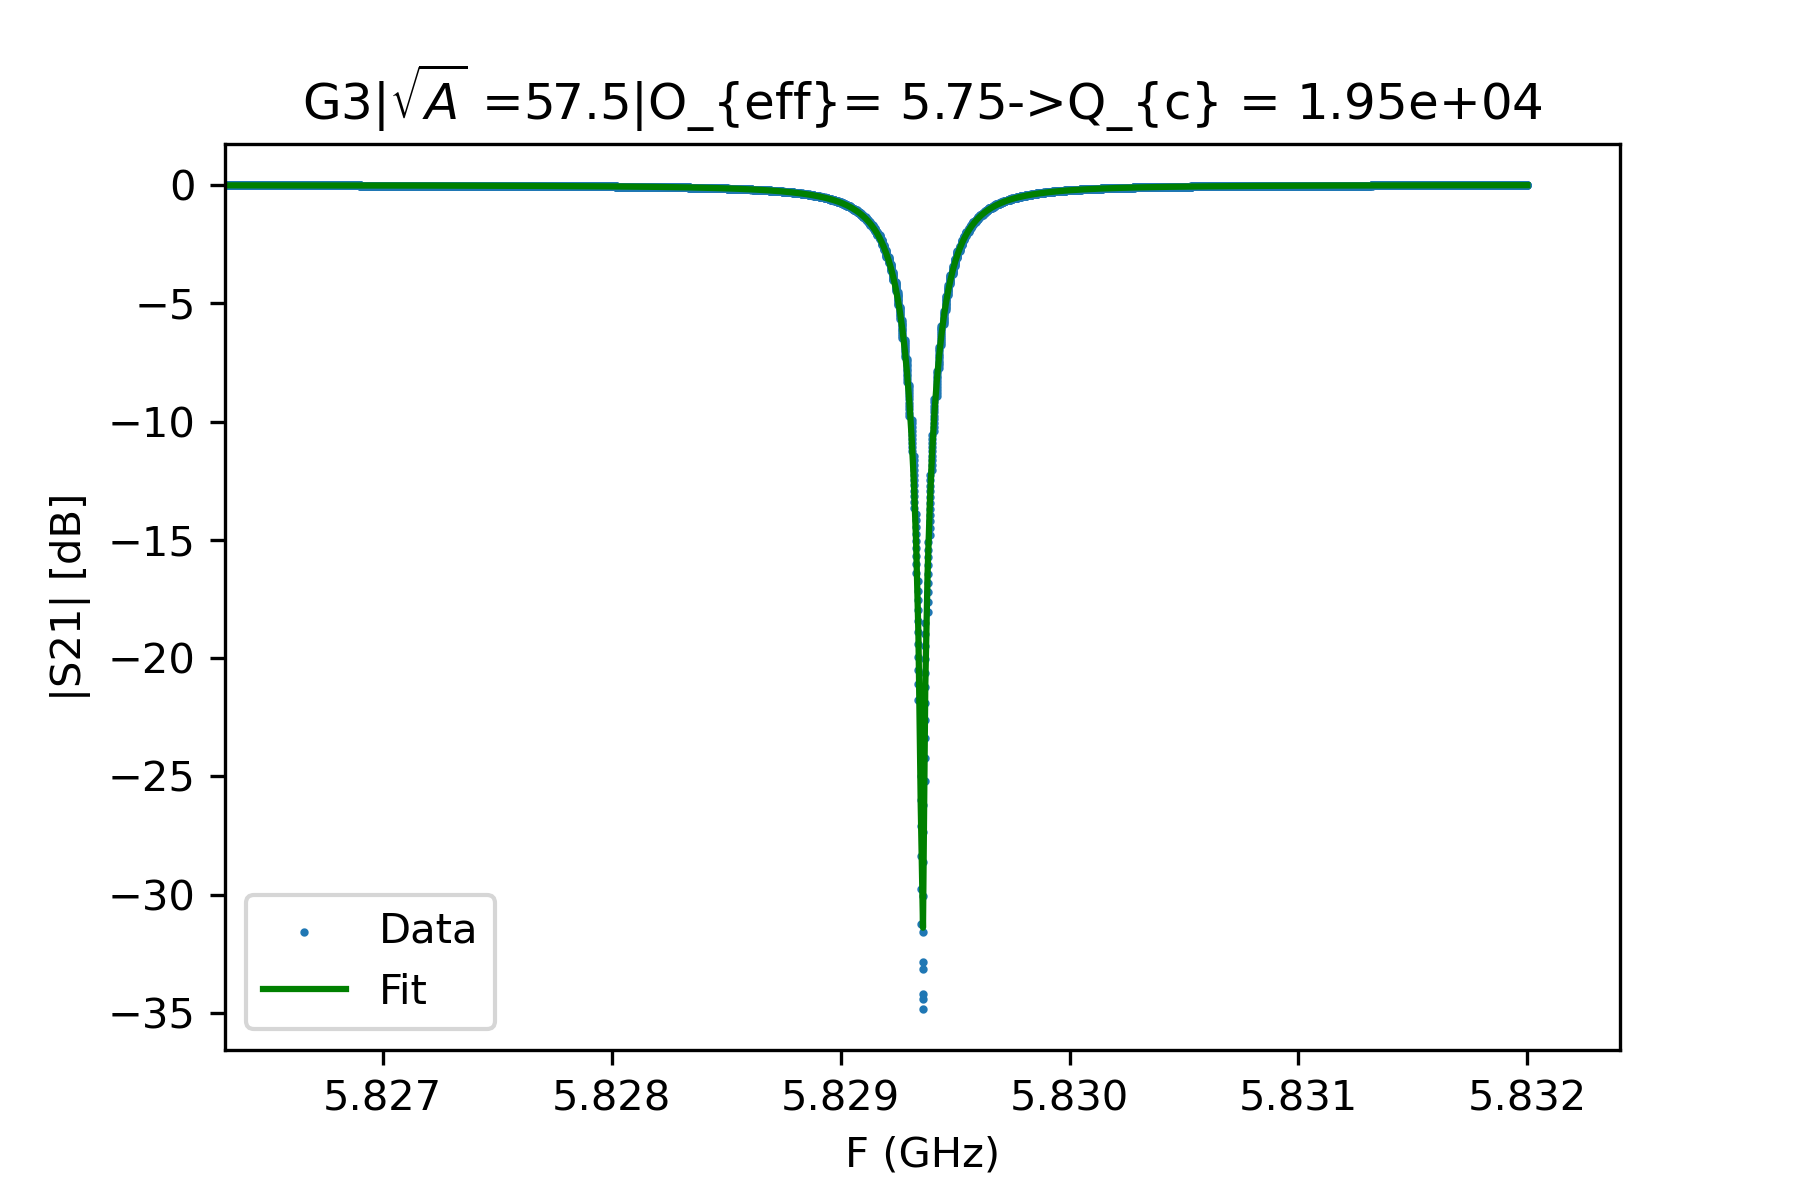 G3|√A =57.5|O_{eff}= 5.75->Q_{c} = 1.95e+04
0
−5
−10
−15
−20
−25
−30
−35
|S21| [dB]
Data
Fit
5.827 5.828 5.829 5.830 5.831 5.832
F (GHz)